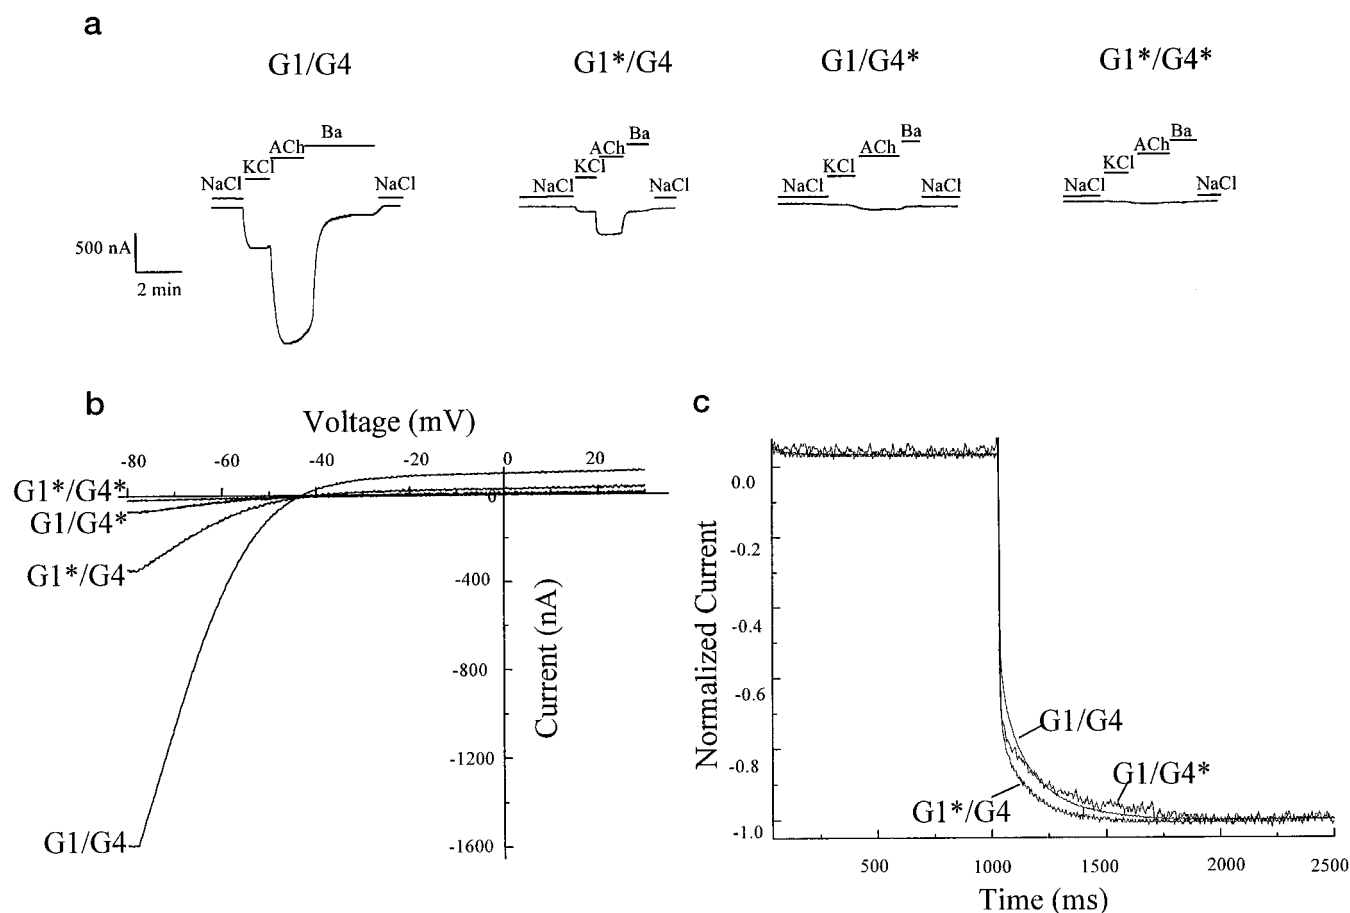 a
G1/G4
G1*/G4
G1/G4*
G1*/G4*
NaCl
KCl
ACh
Ba
NaCl
NaCl
KCl
ACh
Ba
NaCl
NaCl
KCl
ACh
Ba
NaCl
NaCl
KCl
ACh
Ba
NaCl
500 nA
2 min
b
Voltage (mV)
-80
-60
-40
-20
0
20
G1*/G4*
G1/G4*
G1*/G4
G1/G4
0
-400
-800
-1200
-1600
Current (nA)
c
Normalized Current
0.0
-0.2
-0.4
-0.6
-0.8
-1.0
G1/G4
G1/G4*
G1*/G4
500
1000
1500
2000
2500
Time (ms)